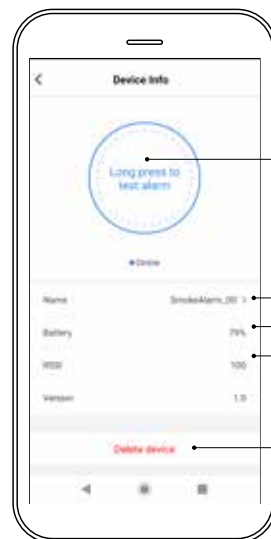 Device Info
Long press to
test alarm
Online
Name SmokeAlarm_00 >
Battery 79%
RSSI 100
Version 1.0
Delete device